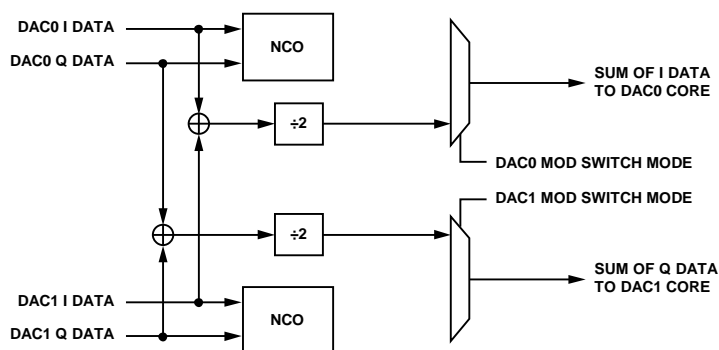 DAC0 I DATA
DAC0 Q DATA
NCO
÷2
SUM OF I DATA
TO DAC0 CORE
DAC0 MOD SWITCH MODE
DAC1 MOD SWITCH MODE
÷2
SUM OF Q DATA
TO DAC1 CORE
DAC1 I DATA
DAC1 Q DATA
NCO